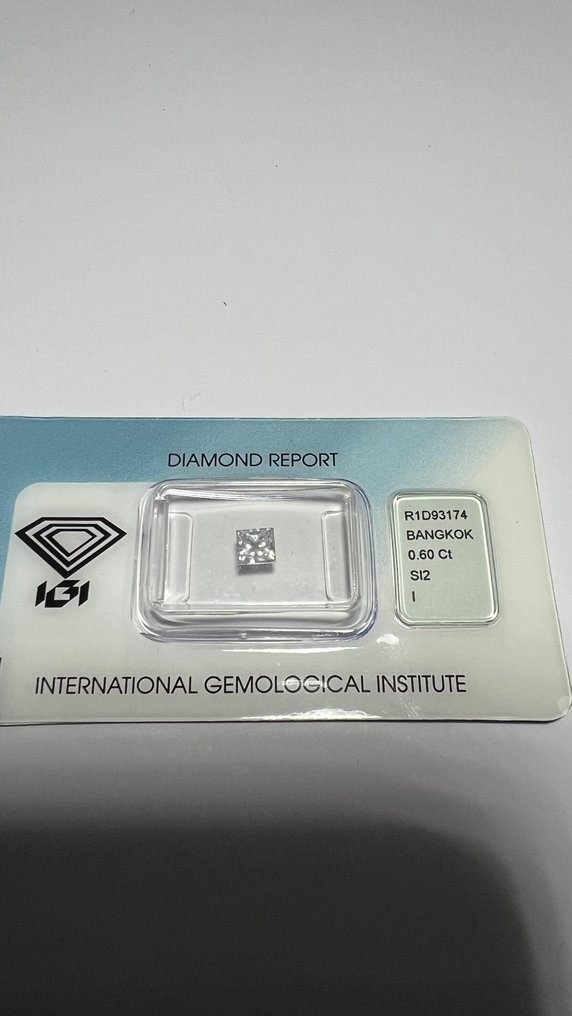 DIAMOND REPORT
IGI
R1D93174
BANGKOK
0.60 Ct
SI2
I
INTERNATIONAL GEMOLOGICAL INSTITUTE